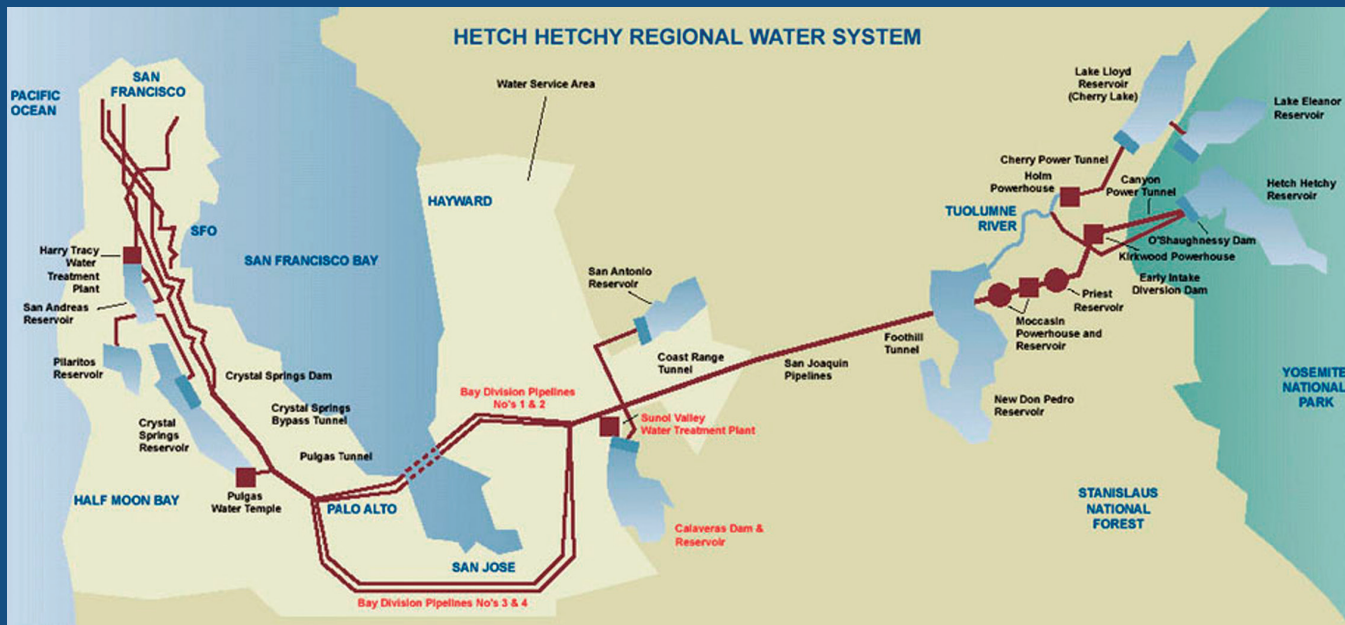 HETCH HETCHY REGIONAL WATER SYSTEM
SAN
FRANCISCO
PACIFIC
OCEAN
Water Service Area
Lake Lloyd
Reservoir
(Cherry Lake)
Lake Eleanor
Reservoir
Cherry Power Tunnel
Holm
Powerhouse
Canyon
Power Tunnel
Hetch Hetchy
Reservoir
HAYWARD
TUOLUMNE
RIVER
SFO
O'Shaughnessy Dam
Kirkwood Powerhouse
Harry Tracy
Water
Treatment
Plant
SAN FRANCISCO BAY
San Antonio
Reservoir
Early Intake
Diversion Dam
Priest
Reservoir
San Andreas
Reservoir
Moccasin
Powerhouse and
Reservoir
Foothill
Tunnel
Pilaritos
Reservoir
Coast Range
Tunnel
San Joaquin
Pipelines
Crystal Springs Dam
YOSEMITE
NATIONAL
PARK
Bay Division Pipelines
No's 1 & 2
New Don Pedro
Reservoir
Crystal Springs
Bypass Tunnel
Sunol Valley
Water Treatment Plant
Crystal
Springs
Reservoir
Pulgas Tunnel
HALF MOON BAY
Pulgas
Water Temple
PALO ALTO
STANISLAUS
NATIONAL
FOREST
Calaveras Dam &
Reservoir
SAN JOSE
Bay Division Pipelines No's 3 & 4